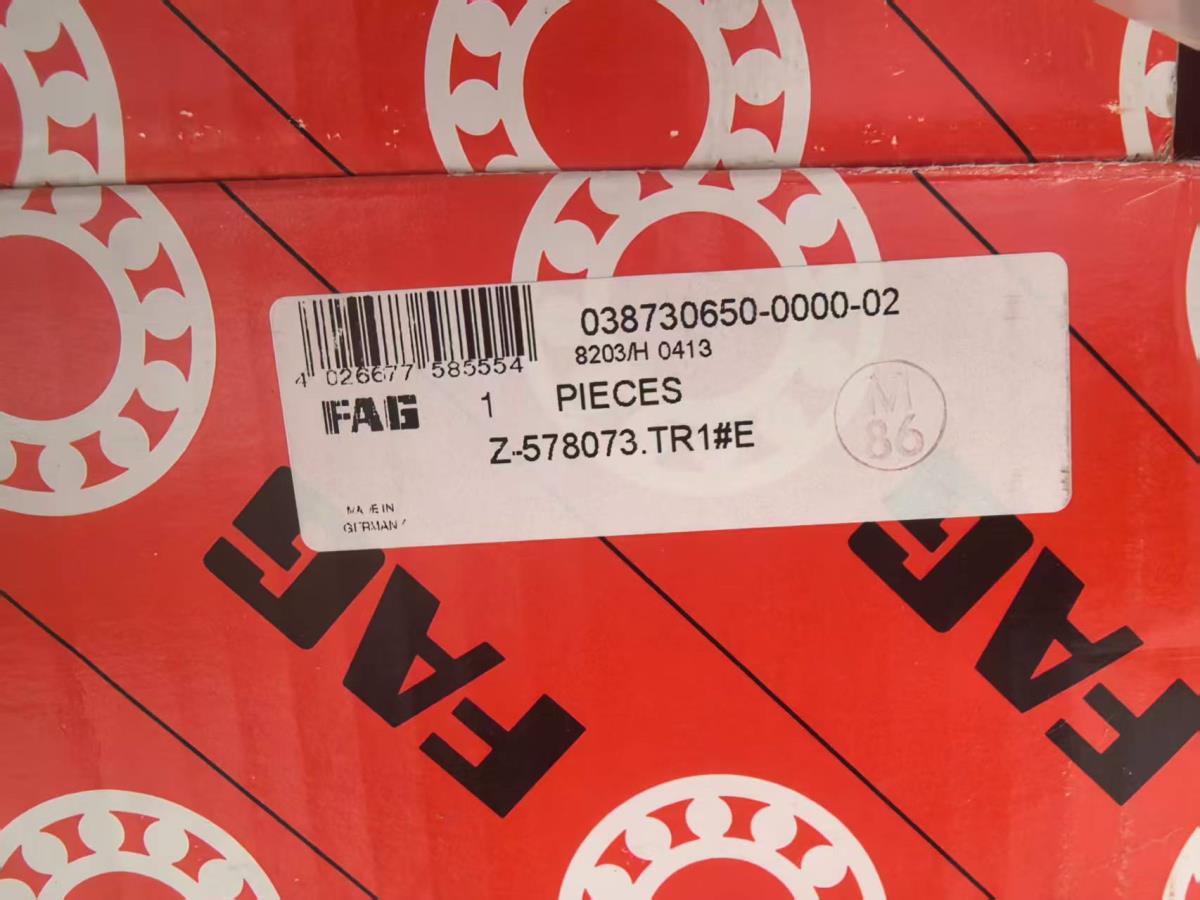 038730650-0000-02
8203/H 0413
4 026677 585554
FAG 1 PIECES
Z-578073.TR1#E
M
86
MADE IN
GERMANY
FAG
FAG